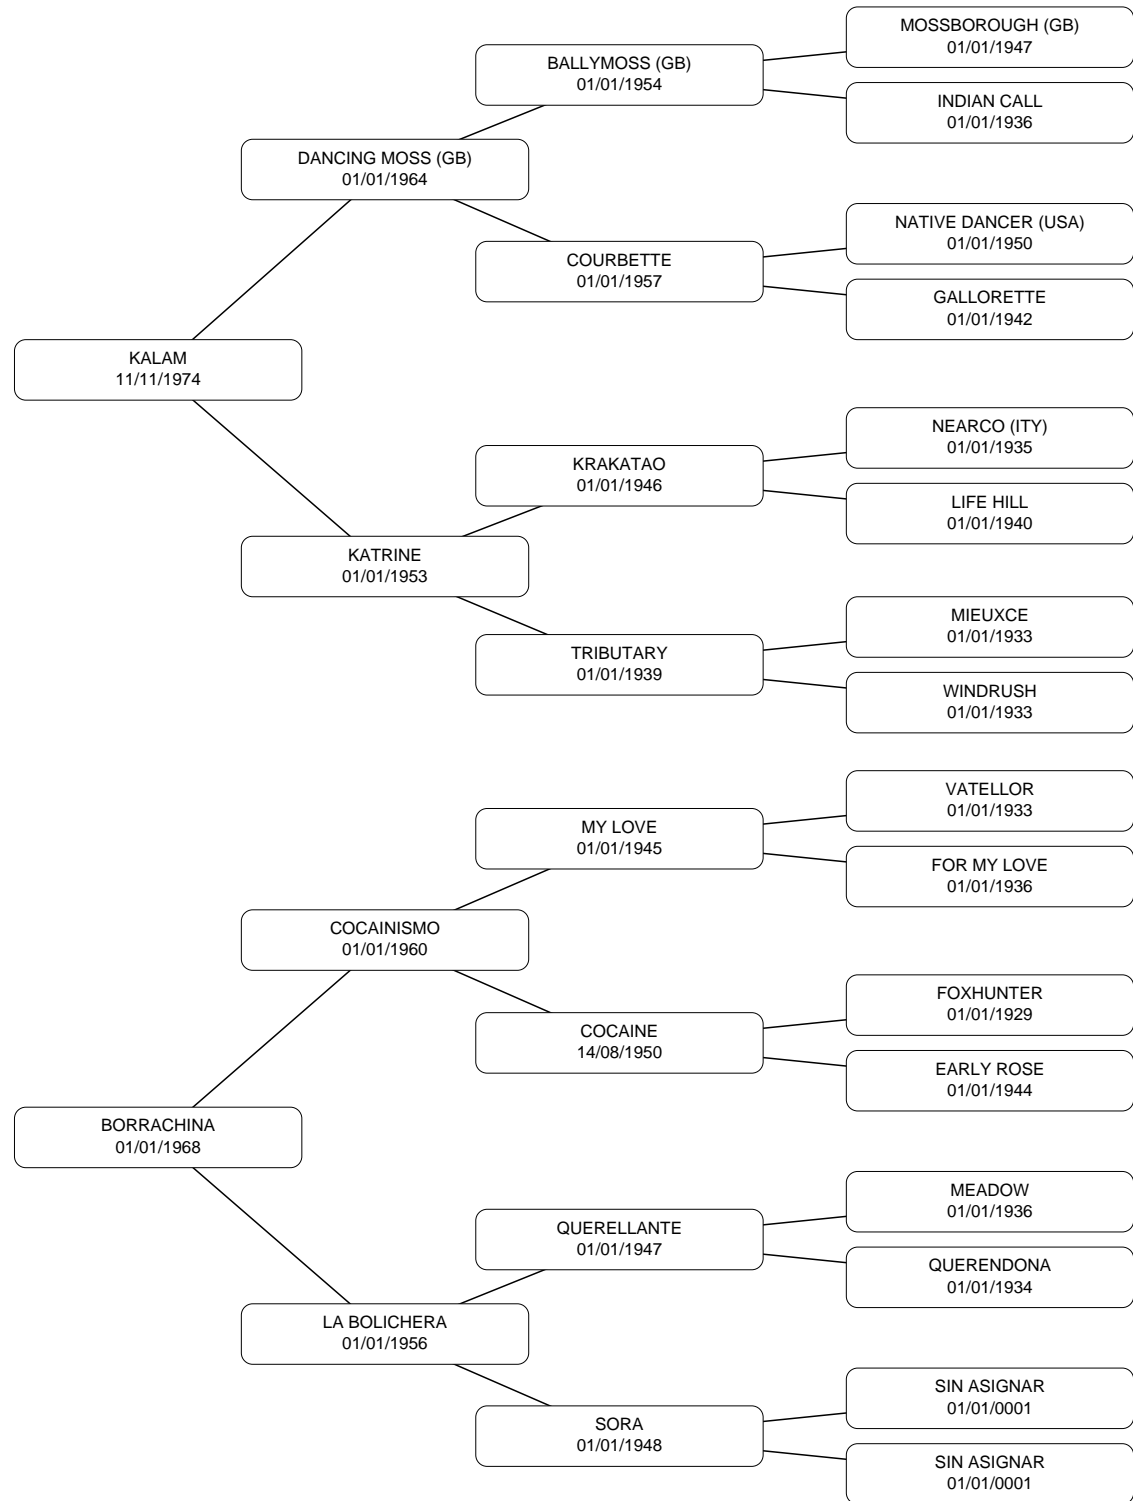 MOSSBOROUGH (GB)
01/01/1947
BALLYMOSS (GB)
01/01/1954
INDIAN CALL
01/01/1936
DANCING MOSS (GB)
01/01/1964
NATIVE DANCER (USA)
01/01/1950
COURBETTE
01/01/1957
GALLORETTE
01/01/1942
KALAM
11/11/1974
NEARCO (ITY)
01/01/1935
KRAKATAO
01/01/1946
LIFE HILL
01/01/1940
KATRINE
01/01/1953
MIEUXCE
01/01/1933
TRIBUTARY
01/01/1939
WINDRUSH
01/01/1933
VATELLOR
01/01/1933
MY LOVE
01/01/1945
FOR MY LOVE
01/01/1936
COCAINISMO
01/01/1960
FOXHUNTER
01/01/1929
COCAINE
14/08/1950
EARLY ROSE
01/01/1944
BORRACHINA
01/01/1968
MEADOW
01/01/1936
QUERELLANTE
01/01/1947
QUERENDONA
01/01/1934
LA BOLICHERA
01/01/1956
SIN ASIGNAR
01/01/0001
SORA
01/01/1948
SIN ASIGNAR
01/01/0001